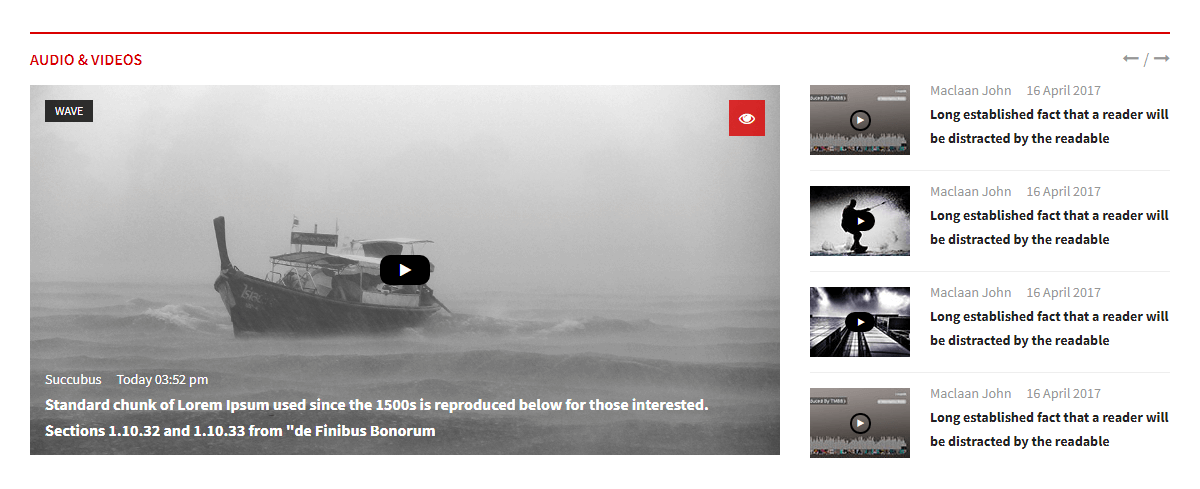 AUDIO & VIDEOS
← / →
WAVE
Succubus Today 03:52 pm
Standard chunk of Lorem Ipsum used since the 1500s is reproduced below for those interested.
Sections 1.10.32 and 1.10.33 from "de Finibus Bonorum
Maclaan John 16 April 2017
Long established fact that a reader will
be distracted by the readable
Maclaan John 16 April 2017
Long established fact that a reader will
be distracted by the readable
Maclaan John 16 April 2017
Long established fact that a reader will
be distracted by the readable
Maclaan John 16 April 2017
Long established fact that a reader will
be distracted by the readable